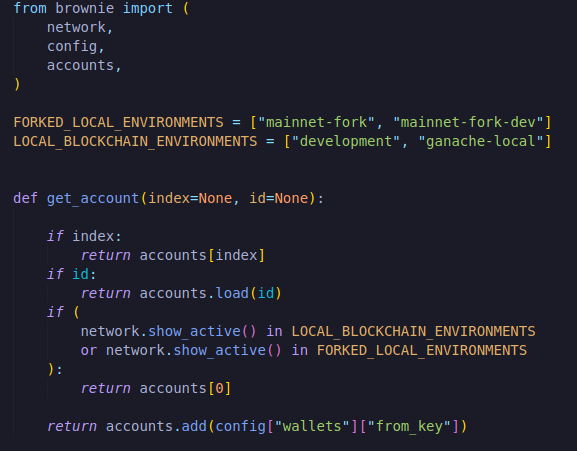 from brownie import (
    network,
    config,
    accounts,
)
FORKED_LOCAL_ENVIRONMENTS = ["mainnet-fork", "mainnet-fork-dev"]
LOCAL_BLOCKCHAIN_ENVIRONMENTS = ["development", "ganache-local"]
def get_account(index=None, id=None):
    if index:
        return accounts[index]
    if id:
        return accounts.load(id)
    if (
        network.show_active() in LOCAL_BLOCKCHAIN_ENVIRONMENTS
        or network.show_active() in FORKED_LOCAL_ENVIRONMENTS
    ):
        return accounts[0]
    return accounts.add(config["wallets"]["from_key"])